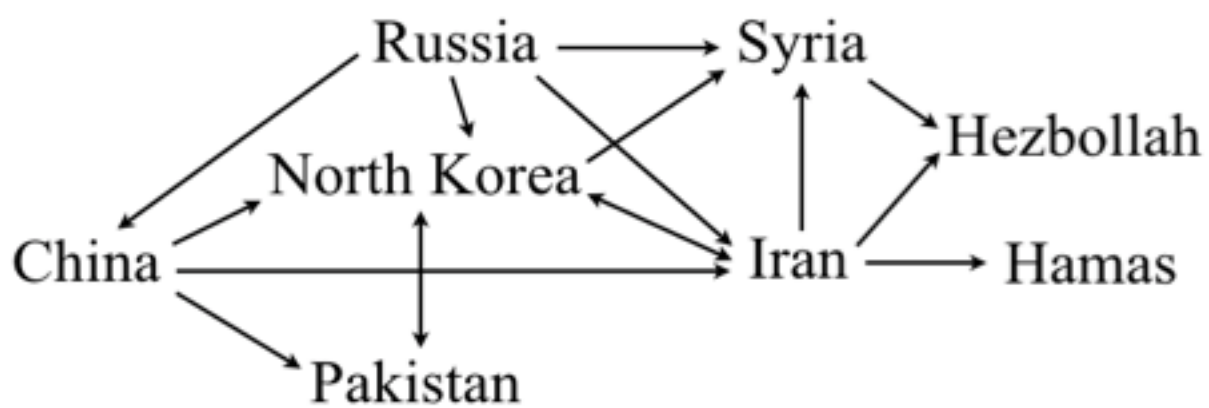 Russia
Syria
Hezbollah
North Korea
China
Iran
Hamas
Pakistan